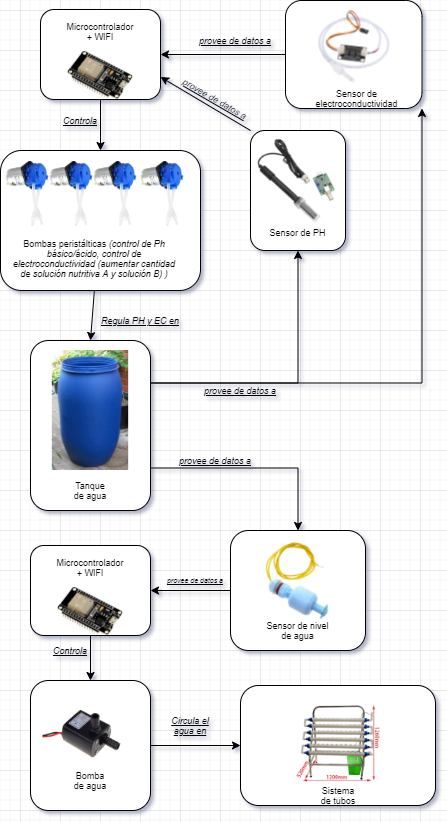 Microcontrolador
+ WIFI
provee de datos a
Sensor de
electroconductividad
provee de datos a
Controla
Sensor de PH
Bombas peristálticas (control de Ph
básico/ácido, control de
electroconductividad (aumentar cantidad
de solución nutritiva A y solución B) )
Regula PH y EC en
provee de datos a
Tanque
de agua
provee de datos a
Microcontrolador
+ WIFI
provee de datos a
Sensor de nivel
de agua
Controla
Circula el
agua en
Bomba
de agua
1200mm
520mm
1200mm
Sistema
de tubos